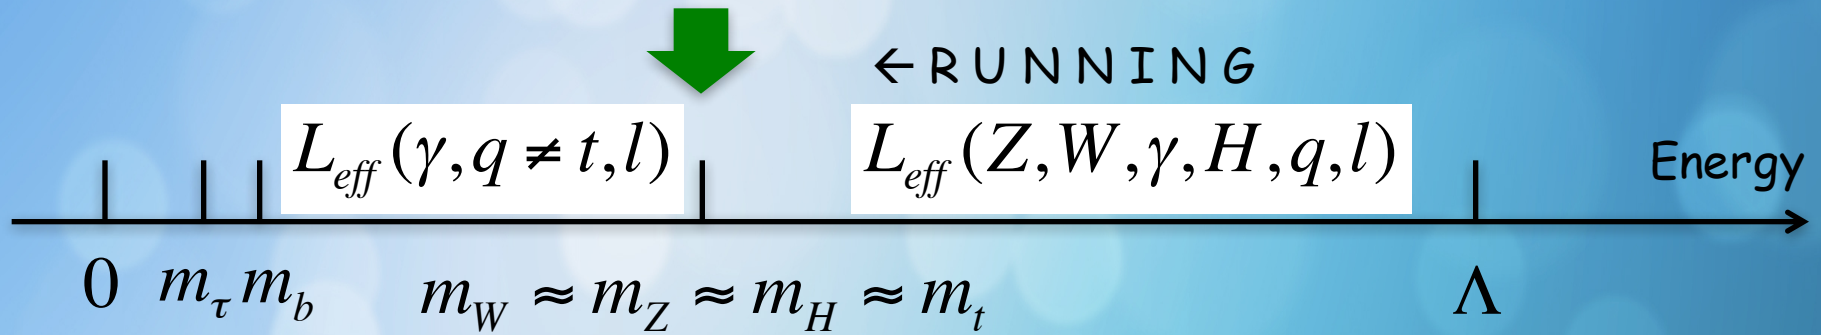 ←RUNNING
L_eff(γ,q ≠ t,l) L_eff(Z,W,γ,H,q,l) Energy
0 m_τ m_b m_W ≈ m_Z ≈ m_H ≈ m_t Λ